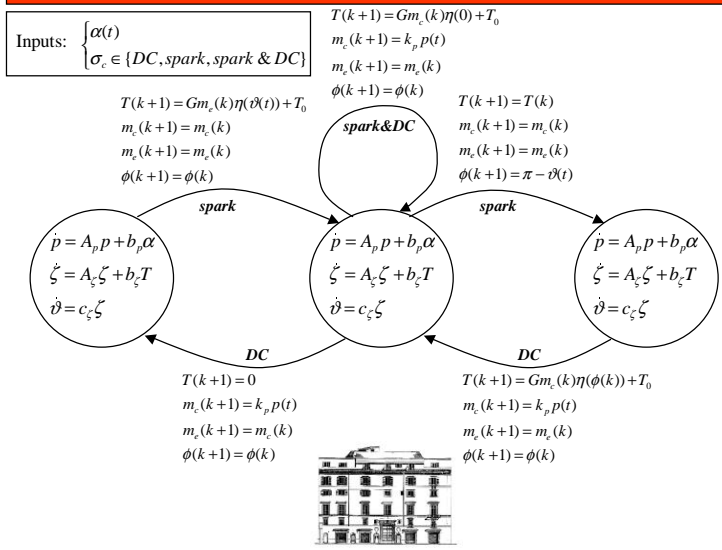 Inputs: { α(t)
σ_c ∈ {DC, spark, spark & DC}
T(k+1) = Gm_c(k)η(0) + T_0
m_c(k+1) = k_p p(t)
m_e(k+1) = m_e(k)
ϕ(k+1) = ϕ(k)
spark&DC
T(k+1) = Gm_e(k)η(ϑ(t)) + T_0
m_c(k+1) = m_c(k)
m_e(k+1) = m_e(k)
ϕ(k+1) = ϕ(k)
spark
T(k+1) = T(k)
m_c(k+1) = m_c(k)
m_e(k+1) = m_e(k)
ϕ(k+1) = π − ϑ(t)
spark
ṗ = A_p p + b_p α
ζ̇ = A_ζ ζ + b_ζ T
ϑ̇ = c_ζ ζ
ṗ = A_p p + b_p α
ζ̇ = A_ζ ζ + b_ζ T
ϑ̇ = c_ζ ζ
ṗ = A_p p + b_p α
ζ̇ = A_ζ ζ + b_ζ T
ϑ̇ = c_ζ ζ
DC
T(k+1) = 0
m_c(k+1) = k_p p(t)
m_e(k+1) = m_c(k)
ϕ(k+1) = ϕ(k)
DC
T(k+1) = Gm_c(k)η(ϕ(k)) + T_0
m_c(k+1) = k_p p(t)
m_e(k+1) = m_e(k)
ϕ(k+1) = ϕ(k)